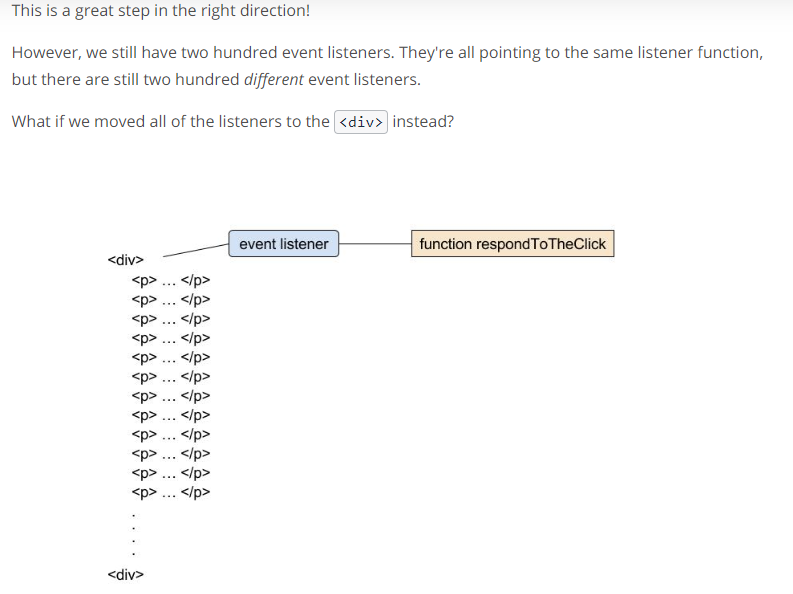 This is a great step in the right direction!
However, we still have two hundred event listeners. They're all pointing to the same listener function,
but there are still two hundred different event listeners.
What if we moved all of the listeners to the <div> instead?
event listener
function respondToTheClick
<div>
<p> ... </p>
<p> ... </p>
<p> ... </p>
<p> ... </p>
<p> ... </p>
<p> ... </p>
<p> ... </p>
<p> ... </p>
<p> ... </p>
<p> ... </p>
<p> ... </p>
<p> ... </p>
.
.
.
.
<div>